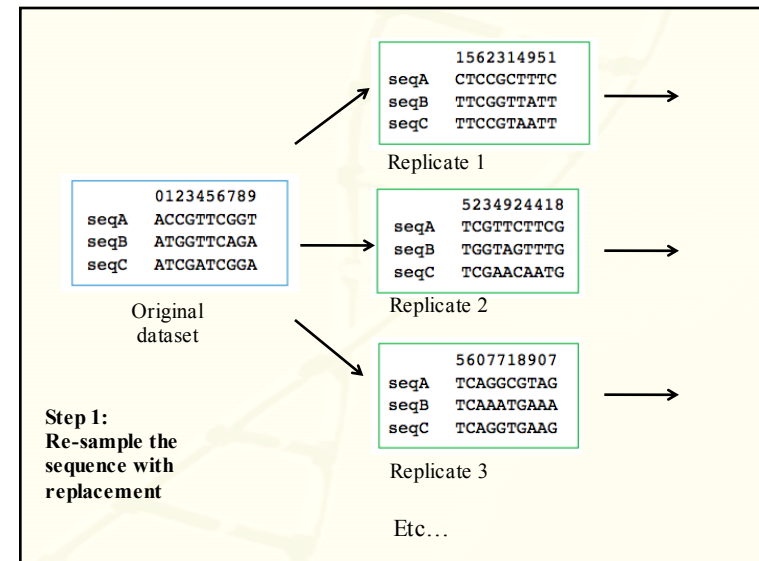 1562314951
seqA CTCCGCTTTC
seqB TTCGGTTATT
seqC TTCCGTAATT
Replicate 1
0123456789
seqA ACCGTTCGGT
seqB ATGGTTCAGA
seqC ATCGATCGGA
Original
dataset
5234924418
seqA TCGTTCTTCG
seqB TGGTAGTTTG
seqC TCGAACAATG
Replicate 2
5607718907
seqA TCAGGCGTAG
seqB TCAAATGAAA
seqC TCAGGTGAAG
Replicate 3
Step 1:
Re-sample the
sequence with
replacement
Etc…